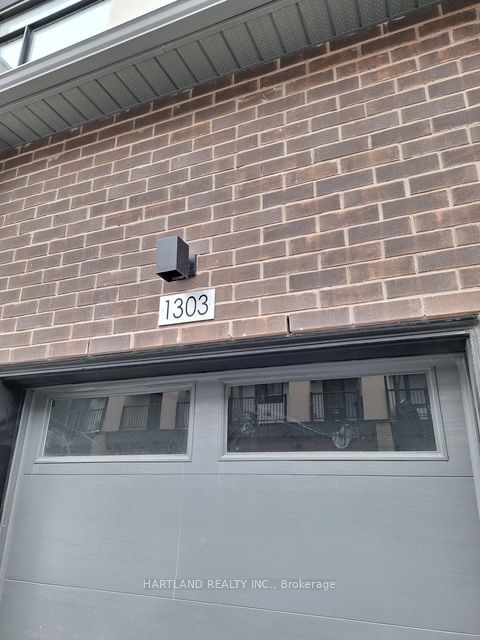 1303
HARTLAND REALTY INC., Brokerage